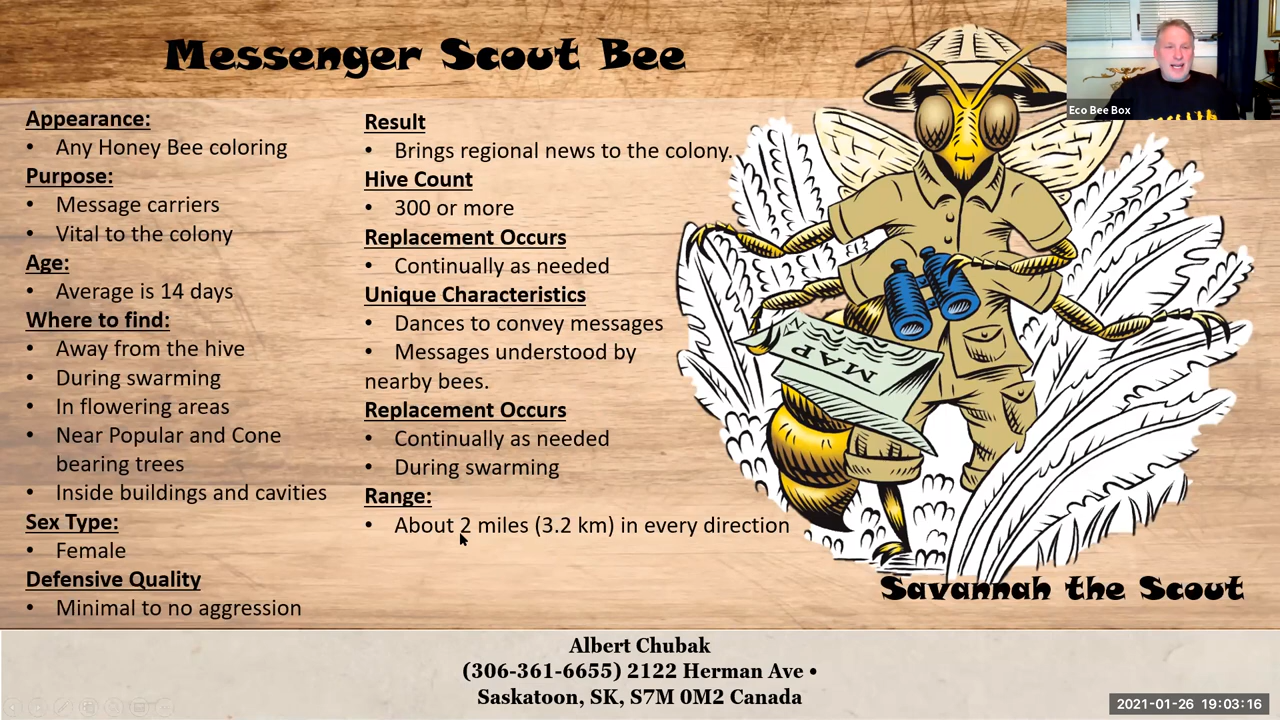 Messenger Scout Bee
Eco Bee Box
Appearance:
• Any Honey Bee coloring
Purpose:
• Message carriers
• Vital to the colony
Age:
• Average is 14 days
Where to find:
• Away from the hive
• During swarming
• In flowering areas
• Near Popular and Cone
bearing trees
• Inside buildings and cavities
Sex Type:
• Female
Defensive Quality
• Minimal to no aggression
Result
• Brings regional news to the colony.
Hive Count
• 300 or more
Replacement Occurs
• Continually as needed
Unique Characteristics
• Dances to convey messages
• Messages understood by
nearby bees.
Replacement Occurs
• Continually as needed
• During swarming
Range:
• About 2 miles (3.2 km) in every direction
MAP
Savannah the Scout
Albert Chubak
(306-361-6655) 2122 Herman Ave •
Saskatoon, SK, S7M 0M2 Canada
2021-01-26 19:03:16